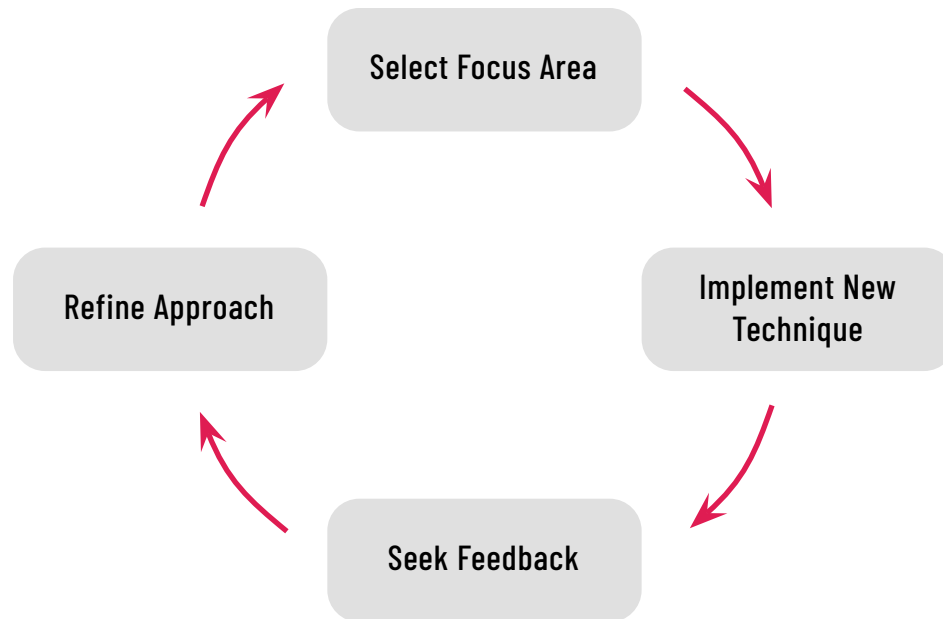 Select Focus Area
Implement New
Technique
Seek Feedback
Refine Approach